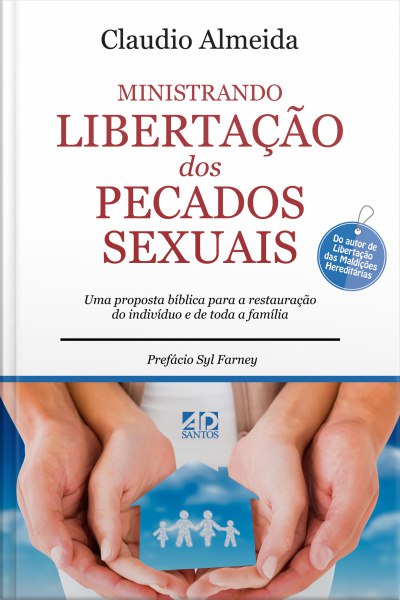 Claudio Almeida
MINISTRANDO
LIBERTAÇÃO
dos
PECADOS
SEXUAIS
Do autor de
Libertação
das Maldições
Hereditárias
Uma proposta bíblica para a restauração
do indivíduo e de toda a família
Prefácio Syl Farney
AD
SANTOS